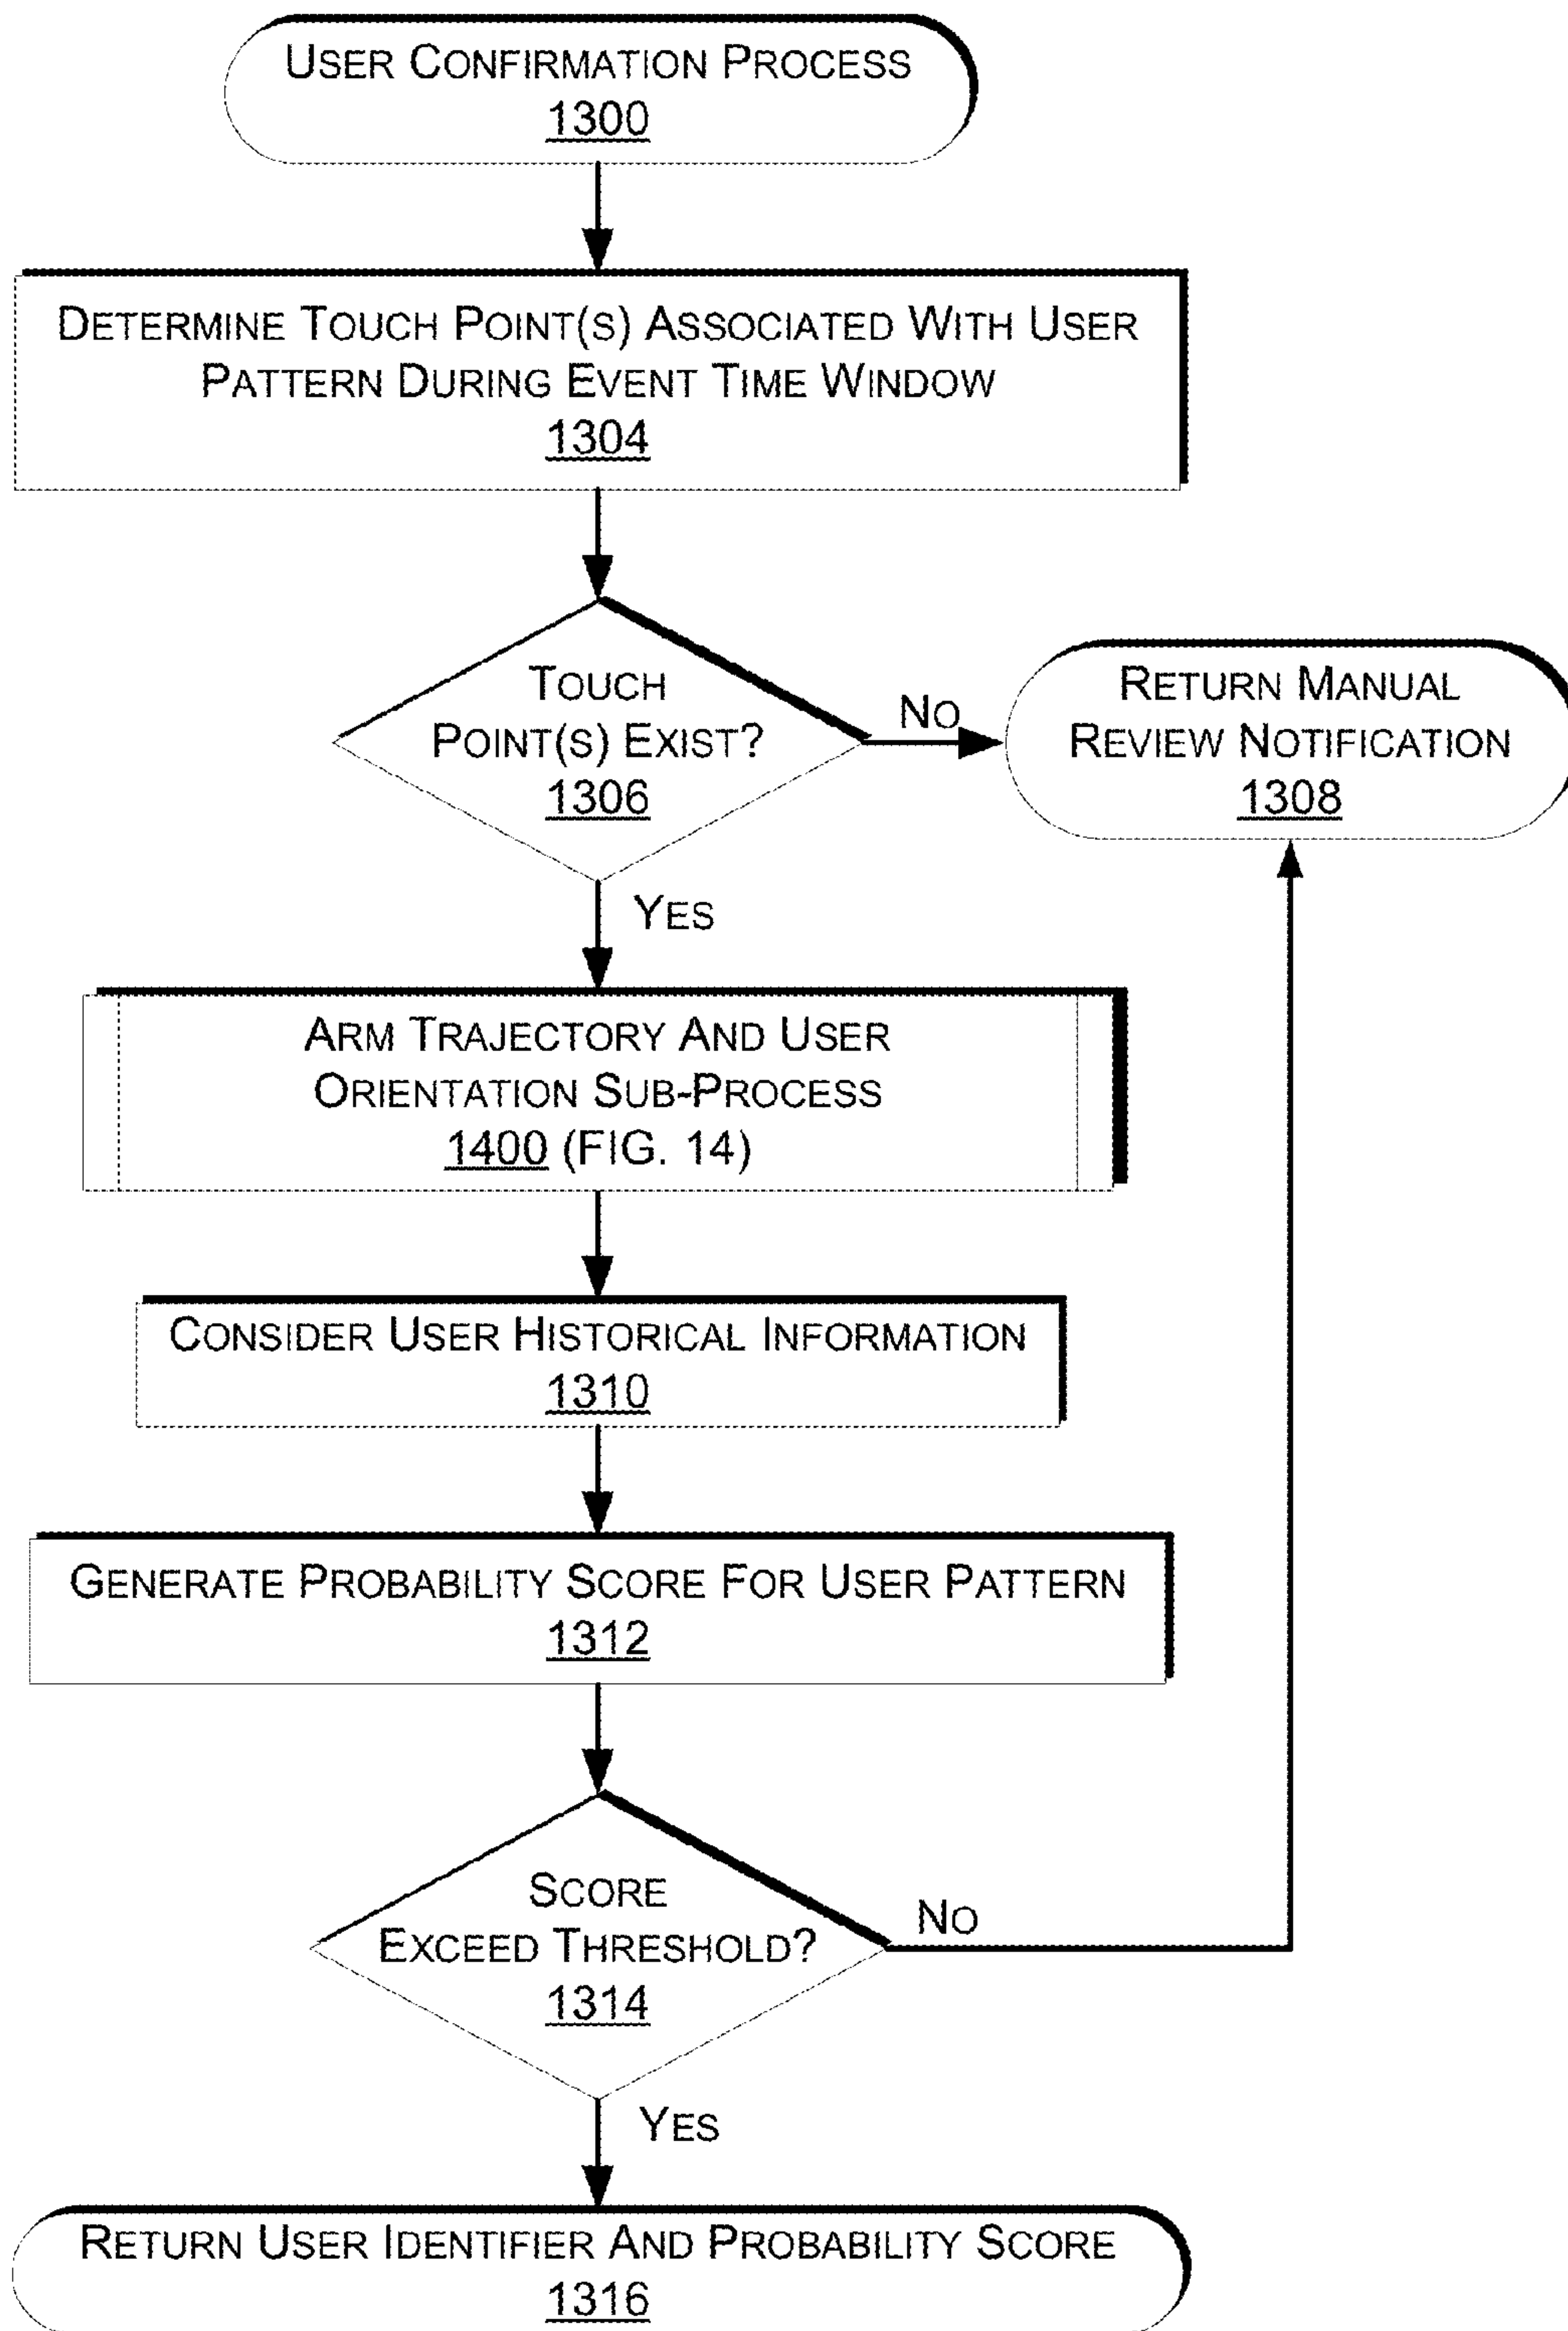 USER CONFIRMATION PROCESS
1300
DETERMINE TOUCH POINT(S) ASSOCIATED WITH USER
PATTERN DURING EVENT TIME WINDOW
1304
TOUCH
POINT(S) EXIST?
1306
NO
RETURN MANUAL
REVIEW NOTIFICATION
1308
YES
ARM TRAJECTORY AND USER
ORIENTATION SUB-PROCESS
1400 (FIG. 14)
CONSIDER USER HISTORICAL INFORMATION
1310
GENERATE PROBABILITY SCORE FOR USER PATTERN
1312
SCORE
EXCEED THRESHOLD?
1314
NO
YES
RETURN USER IDENTIFIER AND PROBABILITY SCORE
1316